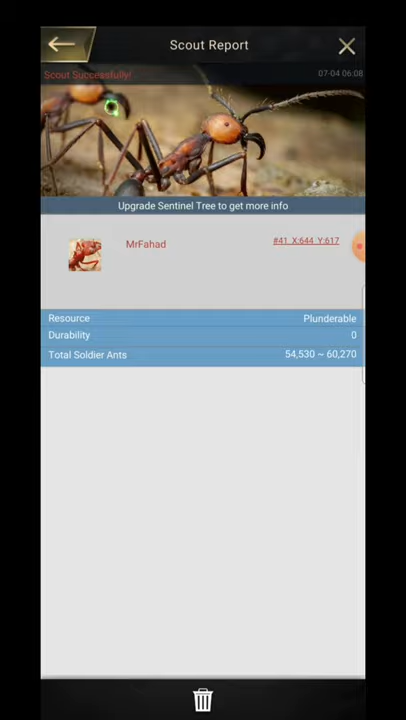 Scout Report
Scout Successfully!
07-04 06:08
Upgrade Sentinel Tree to get more info
MrFahad
#41 X:644 Y:617
Resource Plunderable
Durability 0
Total Soldier Ants 54,530 ~ 60,270